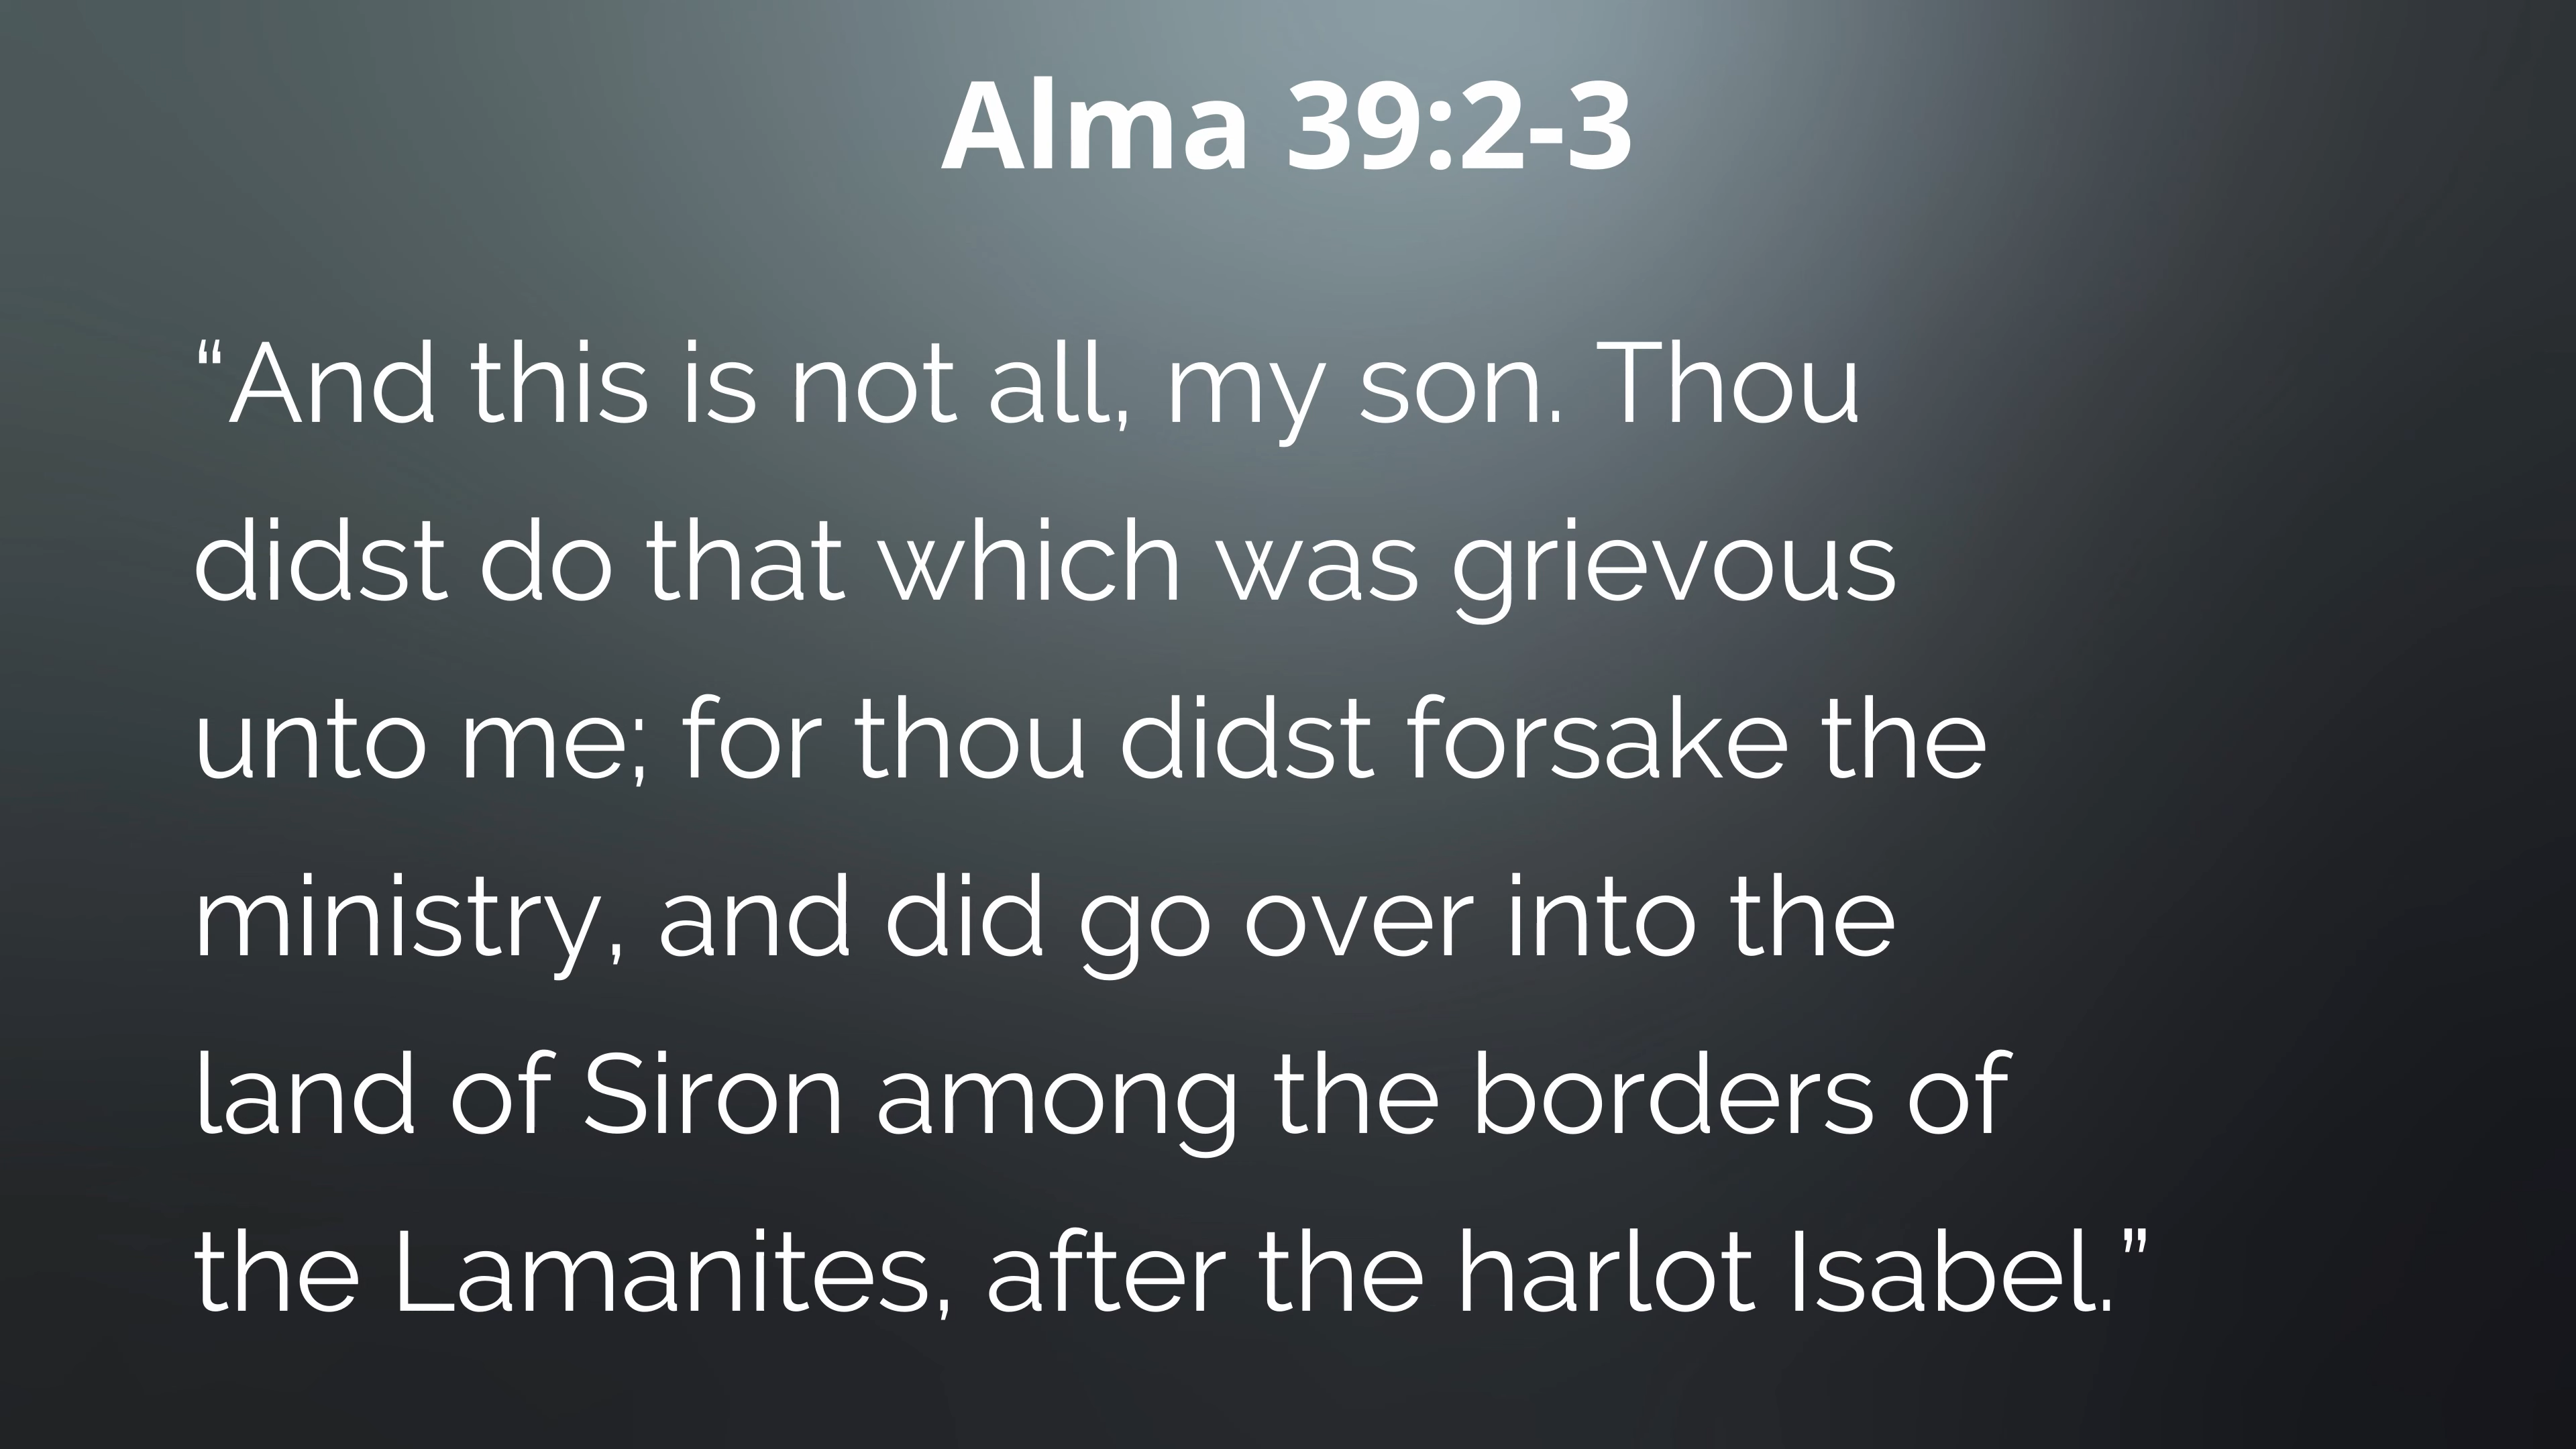 Alma 39:2-3
“And this is not all, my son. Thou
didst do that which was grievous
unto me; for thou didst forsake the
ministry, and did go over into the
land of Siron among the borders of
the Lamanites, after the harlot Isabel.”